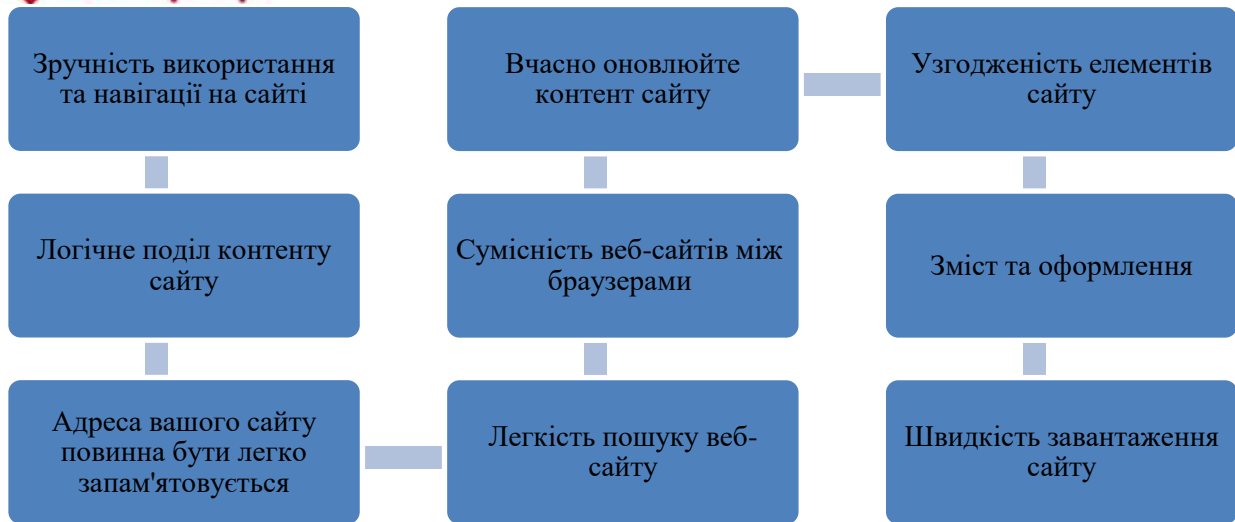 Зручність використання
та навігації на сайті
Логічне поділ контенту
сайту
Адреса вашого сайту
повинна бути легко
запам'ятовується
Легкість пошуку веб-
сайту
Сумісність веб-сайтів між
браузерами
Вчасно оновлюйте
контент сайту
Узгодженість елементів
сайту
Зміст та оформлення
Швидкість завантаження
сайту